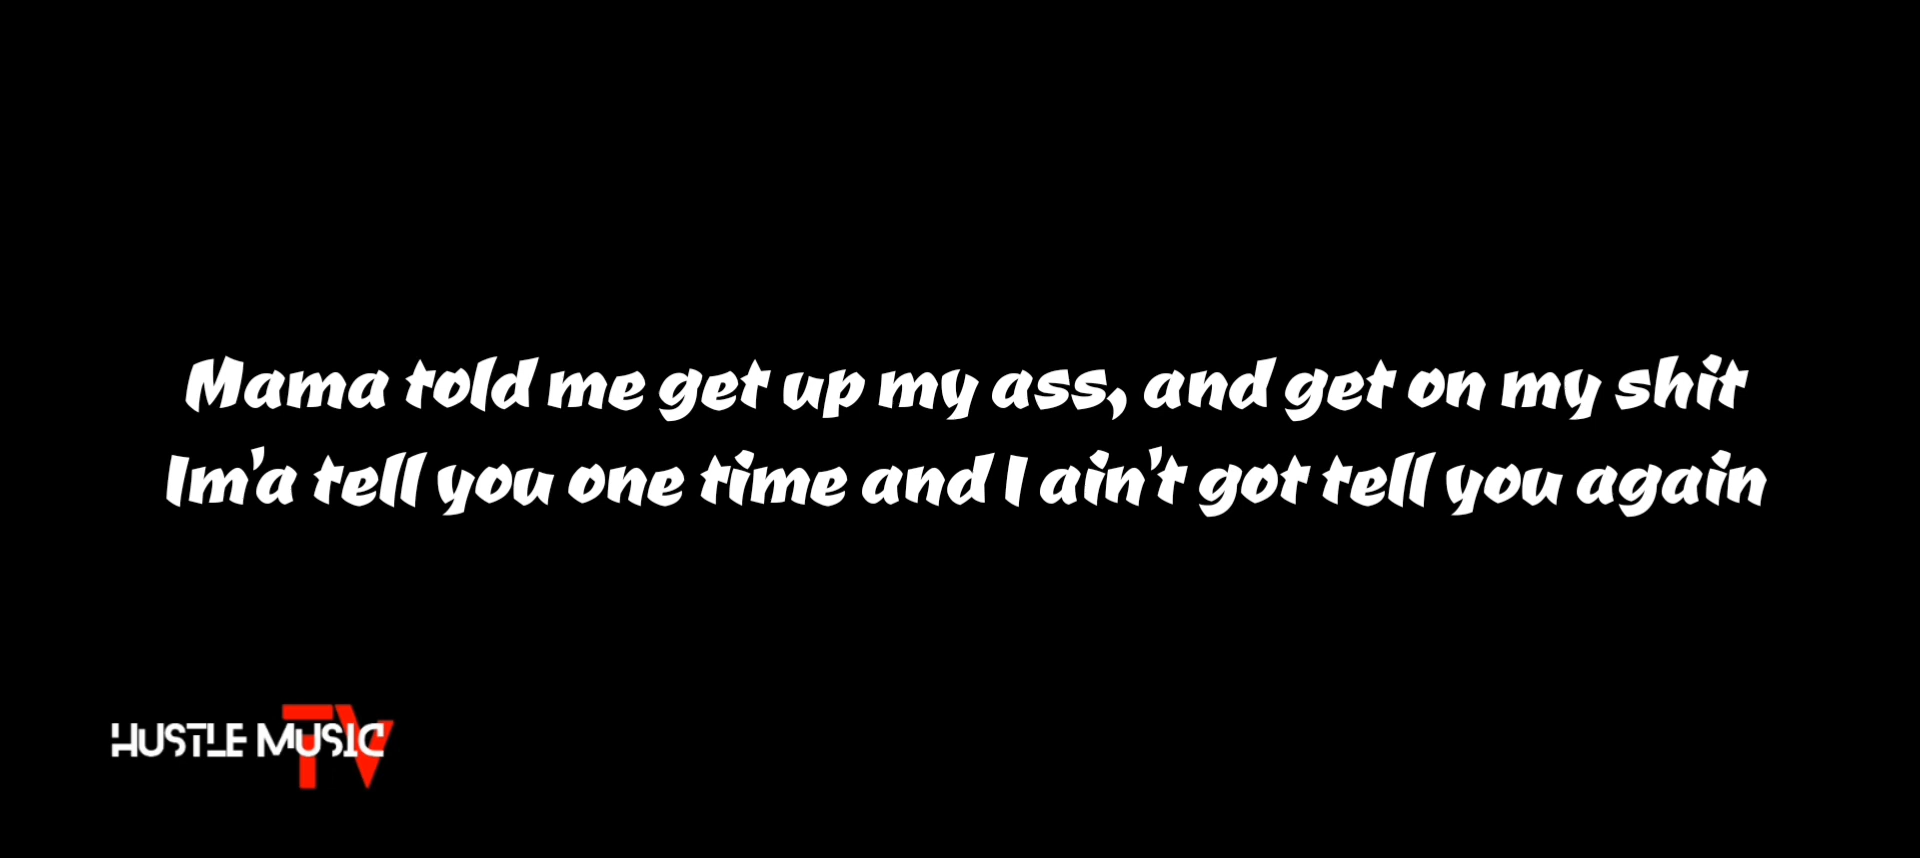 Mama told me get up my ass, and get on my shit
Im'a tell you one time and I ain't got tell you again
HUSTLE MUSIC TV